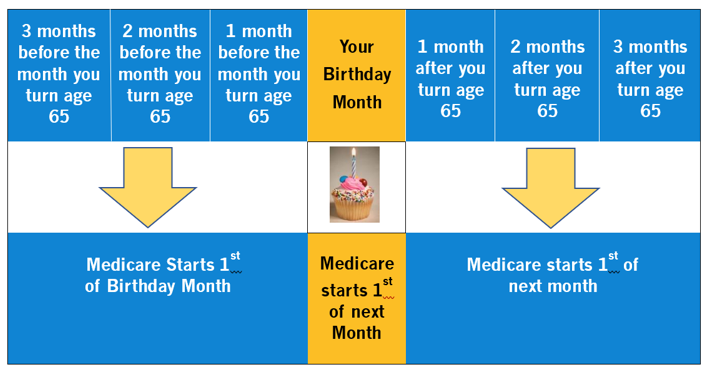 3 months
before the
month you
turn age
65
2 months
before the
month you
turn age
65
1 month
before the
month you
turn age
65
Your
Birthday
Month
1 month
after you
turn age
65
2 months
after you
turn age
65
3 months
after you
turn age
65
Medicare Starts 1st
of Birthday Month
Medicare
starts 1st
of next
Month
Medicare starts 1st of
next month